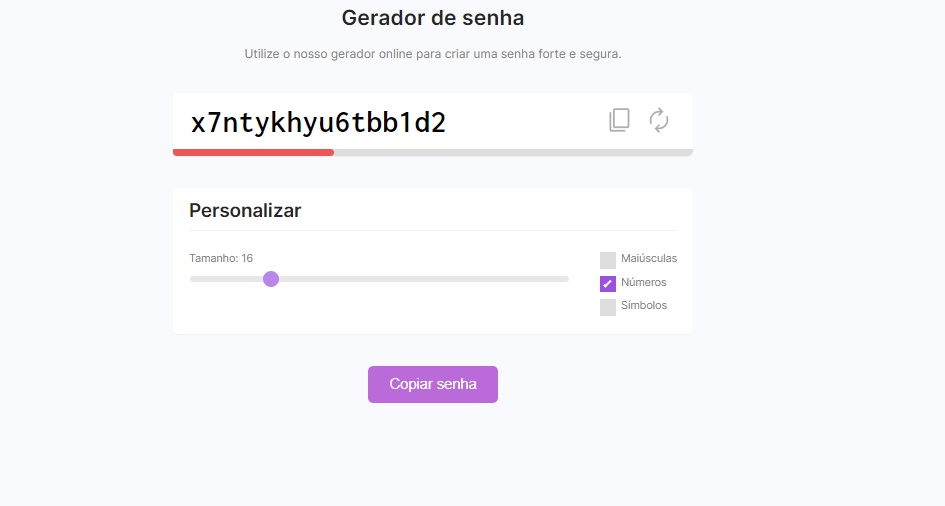 Gerador de senha
Utilize o nosso gerador online para criar uma senha forte e segura.
x7ntykhyu6tbb1d2
Personalizar
Tamanho: 16
Maiúsculas
Números
Símbolos
Copiar senha